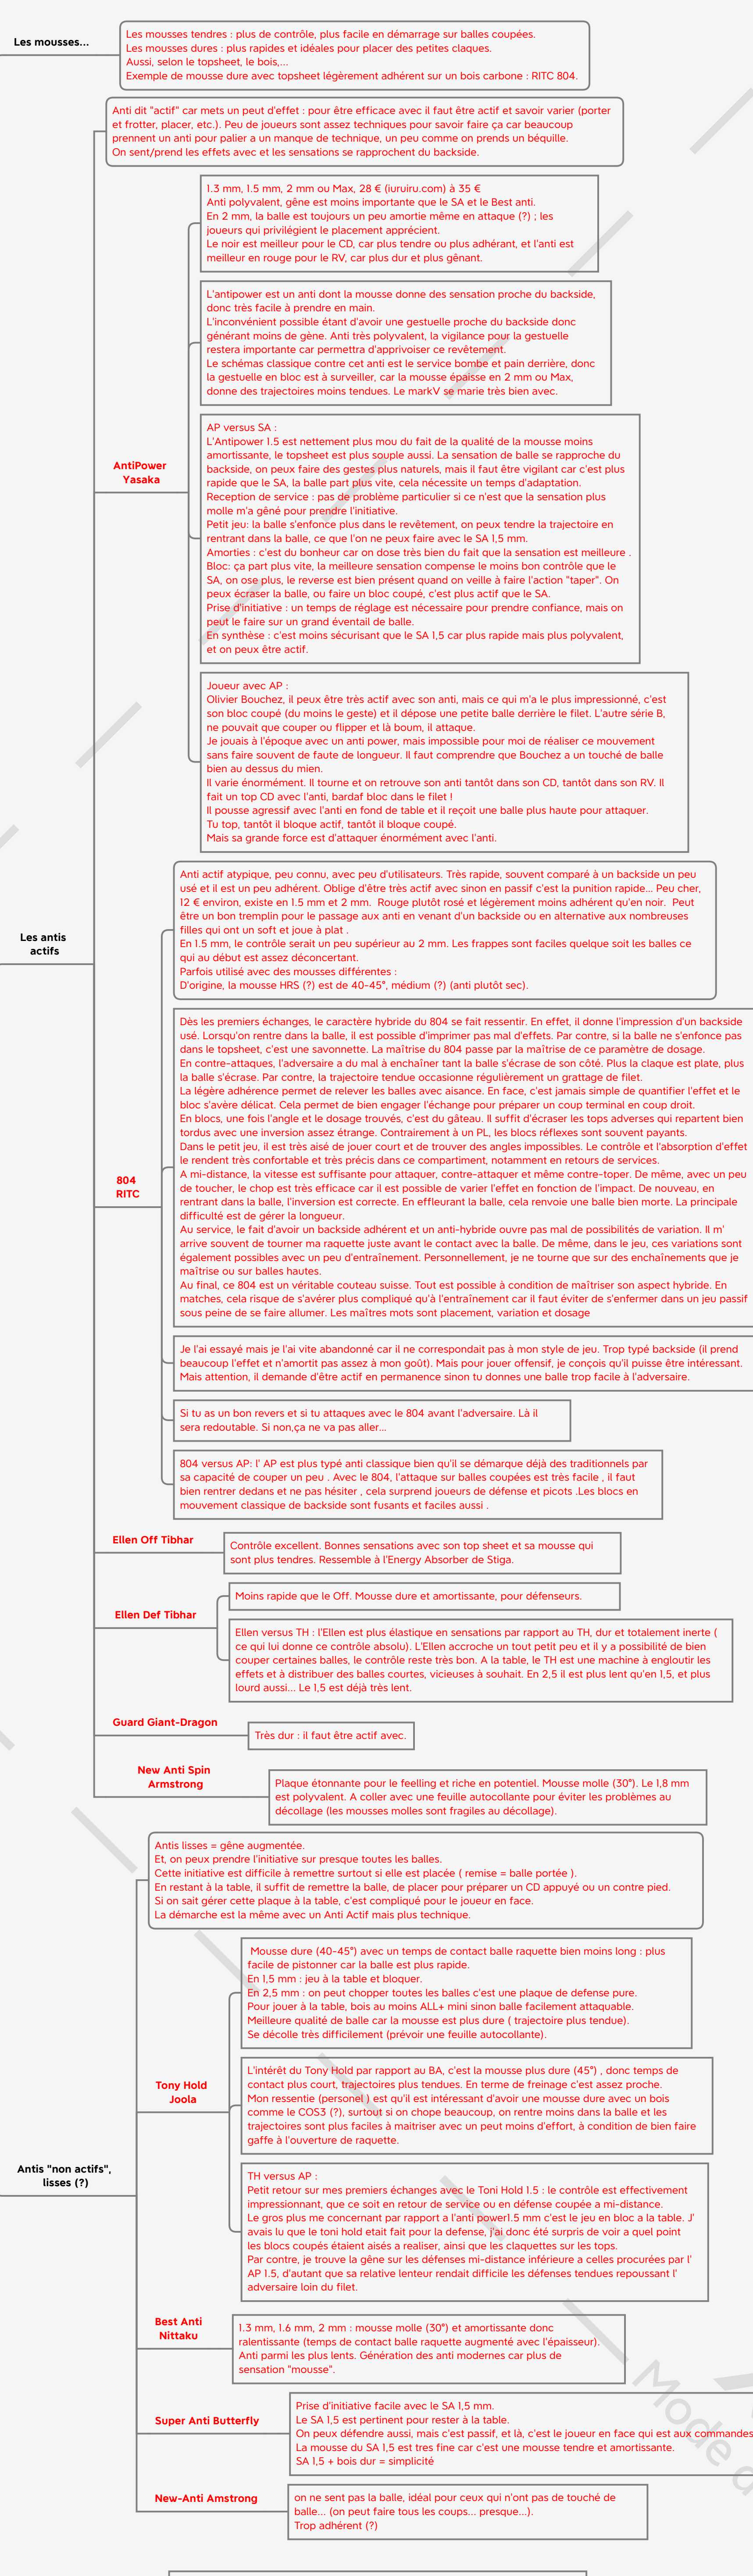 Les mousses...
Les mousses tendres : plus de contrôle, plus facile en démarrage sur balles coupées.
Les mousses dures : plus rapides et idéales pour placer des petites claques.
Aussi, selon le topsheet, le bois,...
Exemple de mousse dure avec topsheet légèrement adhérent sur un bois carbone : RITC 804.
Les antis
actifs
Anti dit "actif" car mets un peut d'effet : pour être efficace avec il faut être actif et savoir varier (porter
et frotter, placer, etc.). Peu de joueurs sont assez techniques pour savoir faire ça car beaucoup
prennent un anti pour palier a un manque de technique, un peu comme on prends un béquille.
On sent/prend les effets avec et les sensations se rapprochent du backside.
AntiPower
Yasaka
1.3 mm, 1.5 mm, 2 mm ou Max, 28 € (iuruiru.com) à 35 €
Anti polyvalent, gêne est moins importante que le SA et le Best anti.
En 2 mm, la balle est toujours un peu amortie même en attaque (?) ; les
joueurs qui privilégient le placement apprécient.
Le noir est meilleur pour le CD, car plus tendre ou plus adhérant, et l'anti est
meilleur en rouge pour le RV, car plus dur et plus gênant.
L'antipower est un anti dont la mousse donne des sensation proche du backside,
donc très facile à prendre en main.
L'inconvénient possible étant d'avoir une gestuelle proche du backside donc
générant moins de gène. Anti très polyvalent, la vigilance pour la gestuelle
restera importante car permettra d'apprivoiser ce revêtement.
Le schémas classique contre cet anti est le service bombe et pain derrière, donc
la gestuelle en bloc est à surveiller, car la mousse épaisse en 2 mm ou Max,
donne des trajectoires moins tendues. Le markV se marie très bien avec.
AP versus SA :
L'Antipower 1.5 est nettement plus mou du fait de la qualité de la mousse moins
amortissante, le topsheet est plus souple aussi. La sensation de balle se rapproche du
backside, on peux faire des gestes plus naturels, mais il faut être vigilant car c'est plus
rapide que le SA, la balle part plus vite, cela nécessite un temps d'adaptation.
Reception de service : pas de problème particulier si ce n'est que la sensation plus
molle m'a gêné pour prendre l'initiative.
Petit jeu: la balle s'enfonce plus dans le revêtement, on peux tendre la trajectoire en
rentrant dans la balle, ce que l'on ne peux faire avec le SA 1,5 mm.
Amorties : c'est du bonheur car on dose très bien du fait que la sensation est meilleure .
Bloc: ça part plus vite, la meilleure sensation compense le moins bon contrôle que le
SA, on ose plus, le reverse est bien présent quand on veille à faire l'action "taper". On
peux écraser la balle, ou faire un bloc coupé, c'est plus actif que le SA.
Prise d'initiative : un temps de réglage est nécessaire pour prendre confiance, mais on
peut le faire sur un grand éventail de balle.
En synthèse : c'est moins sécurisant que le SA 1,5 car plus rapide mais plus polyvalent,
et on peux être actif.
Joueur avec AP :
Olivier Bouchez, il peux être très actif avec son anti, mais ce qui m'a le plus impressionné, c'est
son bloc coupé (du moins le geste) et il dépose une petite balle derrière le filet. L'autre série B,
ne pouvait que couper ou flipper et là boum, il attaque.
Je jouais à l'époque avec un anti power, mais impossible pour moi de réaliser ce mouvement
sans faire souvent de faute de longueur. Il faut comprendre que Bouchez a un touché de balle
bien au dessus du mien.
Il varie énormément. Il tourne et on retrouve son anti tantôt dans son CD, tantôt dans son RV. Il
fait un top CD avec l'anti, bardaf bloc dans le filet !
Il pousse agressif avec l'anti en fond de table et il reçoit une balle plus haute pour attaquer.
Tu top, tantôt il bloque actif, tantôt il bloque coupé.
Mais sa grande force est d'attaquer énormément avec l'anti.
804
RITC
Anti actif atypique, peu connu, avec peu d'utilisateurs. Très rapide, souvent comparé à un backside un peu
usé et il est un peu adhérent. Oblige d'être très actif avec sinon en passif c'est la punition rapide... Peu cher,
12 € environ, existe en 1.5 mm et 2 mm.  Rouge plutôt rosé et légèrement moins adhérent qu'en noir.  Peut
être un bon tremplin pour le passage aux anti en venant d'un backside ou en alternative aux nombreuses
filles qui ont un soft et joue à plat .
En 1.5 mm, le contrôle serait un peu supérieur au 2 mm. Les frappes sont faciles quelque soit les balles ce
qui au début est assez déconcertant.
Parfois utilisé avec des mousses différentes :
D'origine, la mousse HRS (?) est de 40-45°, médium (?) (anti plutôt sec).
Dès les premiers échanges, le caractère hybride du 804 se fait ressentir. En effet, il donne l'impression d'un backside
usé. Lorsqu'on rentre dans la balle, il est possible d'imprimer pas mal d'effets. Par contre, si la balle ne s'enfonce pas
dans le topsheet, c'est une savonnette. La maîtrise du 804 passe par la maîtrise de ce paramètre de dosage.
En contre-attaques, l'adversaire a du mal à enchaîner tant la balle s'écrase de son côté. Plus la claque est plate, plus
la balle s'écrase. Par contre, la trajectoire tendue occasionne régulièrement un grattage de filet.
La légère adhérence permet de relever les balles avec aisance. En face, c'est jamais simple de quantifier l'effet et le
bloc s'avère délicat. Cela permet de bien engager l'échange pour préparer un coup terminal en coup droit.
En blocs, une fois l'angle et le dosage trouvés, c'est du gâteau. Il suffit d'écraser les tops adverses qui repartent bien
tordus avec une inversion assez étrange. Contrairement à un PL, les blocs réflexes sont souvent payants.
Dans le petit jeu, il est très aisé de jouer court et de trouver des angles impossibles. Le contrôle et l'absorption d'effet
le rendent très confortable et très précis dans ce compartiment, notamment en retours de services.
A mi-distance, la vitesse est suffisante pour attaquer, contre-attaquer et même contre-toper. De même, avec un peu
de toucher, le chop est très efficace car il est possible de varier l'effet en fonction de l'impact. De nouveau, en
rentrant dans la balle, l'inversion est correcte. En effleurant la balle, cela renvoie une balle bien morte. La principale
difficulté est de gérer la longueur.
Au service, le fait d'avoir un backside adhérent et un anti-hybride ouvre pas mal de possibilités de variation. Il m'
arrive souvent de tourner ma raquette juste avant le contact avec la balle. De même, dans le jeu, ces variations sont
également possibles avec un peu d'entraînement. Personnellement, je ne tourne que sur des enchaînements que je
maîtrise ou sur balles hautes.
Au final, ce 804 est un véritable couteau suisse. Tout est possible à condition de maîtriser son aspect hybride. En
matches, cela risque de s'avérer plus compliqué qu'à l'entraînement car il faut éviter de s'enfermer dans un jeu passif
sous peine de se faire allumer. Les maîtres mots sont placement, variation et dosage
Je l'ai essayé mais je l'ai vite abandonné car il ne correspondait pas à mon style de jeu. Trop typé backside (il prend
beaucoup l'effet et n'amortit pas assez à mon goût). Mais pour jouer offensif, je conçois qu'il puisse être intéressant.
Mais attention, il demande d'être actif en permanence sinon tu donnes une balle trop facile à l'adversaire.
Si tu as un bon revers et si tu attaques avec le 804 avant l'adversaire. Là il
sera redoutable. Si non,ça ne va pas aller...
804 versus AP: l' AP est plus typé anti classique bien qu'il se démarque déjà des traditionnels par
sa capacité de couper un peu . Avec le 804, l'attaque sur balles coupées est très facile , il faut
bien rentrer dedans et ne pas hésiter , cela surprend joueurs de défense et picots .Les blocs en
mouvement classique de backside sont fusants et faciles aussi .
Ellen Off Tibhar
Contrôle excellent. Bonnes sensations avec son top sheet et sa mousse qui
sont plus tendres. Ressemble à l'Energy Absorber de Stiga.
Ellen Def Tibhar
Moins rapide que le Off. Mousse dure et amortissante, pour défenseurs.
Ellen versus TH : l'Ellen est plus élastique en sensations par rapport au TH, dur et totalement inerte (
ce qui lui donne ce contrôle absolu). L'Ellen accroche un tout petit peu et il y a possibilité de bien
couper certaines balles, le contrôle reste très bon. A la table, le TH est une machine à engloutir les
effets et à distribuer des balles courtes, vicieuses à souhait. En 2,5 il est plus lent qu'en 1,5, et plus
lourd aussi... Le 1,5 est déjà très lent.
Guard Giant-Dragon
Très dur : il faut être actif avec.
New Anti Spin
Armstrong
Plaque étonnante pour le feelling et riche en potentiel. Mousse molle (30°). Le 1,8 mm
est polyvalent. A coller avec une feuille autocollante pour éviter les problèmes au
décollage (les mousses molles sont fragiles au décollage).
Antis "non actifs",
lisses (?)
Antis lisses = gêne augmentée.
Et, on peux prendre l'initiative sur presque toutes les balles.
Cette initiative est difficile à remettre surtout si elle est placée ( remise = balle portée ).
En restant à la table, il suffit de remettre la balle, de placer pour préparer un CD appuyé ou un contre pied.
Si on sait gérer cette plaque à la table, c'est compliqué pour le joueur en face.
La démarche est la même avec un Anti Actif mais plus technique.
Tony Hold
Joola
Mousse dure (40-45°) avec un temps de contact balle raquette bien moins long : plus
facile de pistonner car la balle est plus rapide.
En 1,5 mm : jeu à la table et bloquer.
En 2,5 mm : on peut chopper toutes les balles c'est une plaque de defense pure.
Pour jouer à la table, bois au moins ALL+ mini sinon balle facilement attaquable.
Meilleure qualité de balle car la mousse est plus dure ( trajectoire plus tendue).
Se décolle très difficilement (prévoir une feuille autocollante).
L'intérêt du Tony Hold par rapport au BA, c'est la mousse plus dure (45°) , donc temps de
contact plus court, trajectoires plus tendues. En terme de freinage c'est assez proche.
Mon ressentie (personel ) est qu'il est intéressant d'avoir une mousse dure avec un bois
comme le COS3 (?), surtout si on chope beaucoup, on rentre moins dans la balle et les
trajectoires sont plus faciles à maitriser avec un peut moins d'effort, à condition de bien faire
gaffe à l'ouverture de raquette.
TH versus AP :
Petit retour sur mes premiers échanges avec le Toni Hold 1.5 : le contrôle est effectivement
impressionnant, que ce soit en retour de service ou en défense coupée a mi-distance.
Le gros plus me concernant par rapport a l'anti power1.5 mm c'est le jeu en bloc a la table. J'
avais lu que le toni hold etait fait pour la defense, j'ai donc été surpris de voir a quel point
les blocs coupés étaient aisés a realiser, ainsi que les claquettes sur les tops.
Par contre, je trouve la gêne sur les défenses mi-distance inférieure a celles procurées par l'
AP 1.5, d'autant que sa relative lenteur rendait difficile les défenses tendues repoussant l'
adversaire loin du filet.
Best Anti
Nittaku
1.3 mm, 1.6 mm, 2 mm : mousse molle (30°) et amortissante donc
ralentissante (temps de contact balle raquette augmenté avec l'épaisseur).
Anti parmi les plus lents. Génération des anti modernes car plus de
sensation "mousse".
Super Anti Butterfly
Prise d'initiative facile avec le SA 1,5 mm.
Le SA 1,5 est pertinent pour rester à la table.
On peux défendre aussi, mais c'est passif, et là, c'est le joueur en face qui est aux commandes
La mousse du SA 1,5 est tres fine car c'est une mousse tendre et amortissante.
SA 1,5 + bois dur = simplicité
New-Anti Amstrong
on ne sent pas la balle, idéal pour ceux qui n'ont pas de touché de
balle... (on peut faire tous les coups... presque...).
Trop adhérent (?)
Mode d